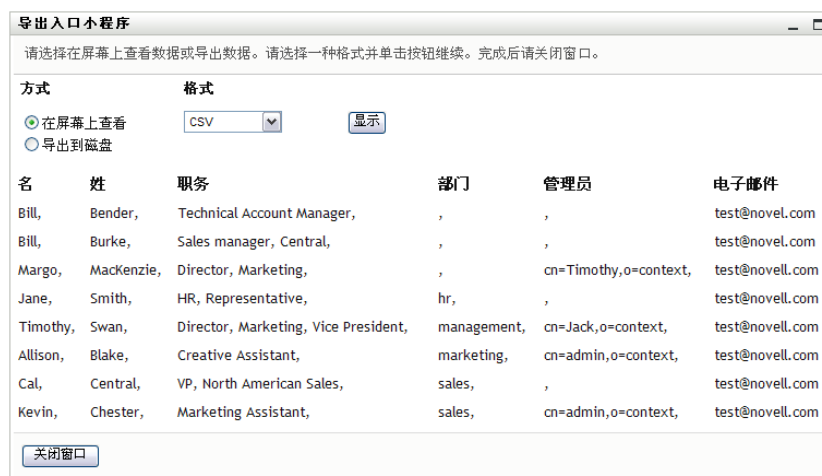 导出入口小程序
请选择在屏幕上查看数据或导出数据。请选择一种格式并单击按钮继续。完成后请关闭窗口。
方式 格式
在屏幕上查看 CSV 显示
导出到磁盘
名 姓 职务 部门 管理员 电子邮件
Bill, Bender, Technical Account Manager, , , test@novel.com
Bill, Burke, Sales manager, Central, , , test@novel.com
Margo, MacKenzie, Director, Marketing, , cn=Timothy,o=context, test@novell.com
Jane, Smith, HR, Representative, hr, , test@novell.com
Timothy, Swan, Director, Marketing, Vice President, management, cn=Jack,o=context, test@novell.com
Allison, Blake, Creative Assistant, marketing, cn=admin,o=context, test@novell.com
Cal, Central, VP, North American Sales, sales, , test@novell.com
Kevin, Chester, Marketing Assistant, sales, cn=admin,o=context, test@novell.com
关闭窗口